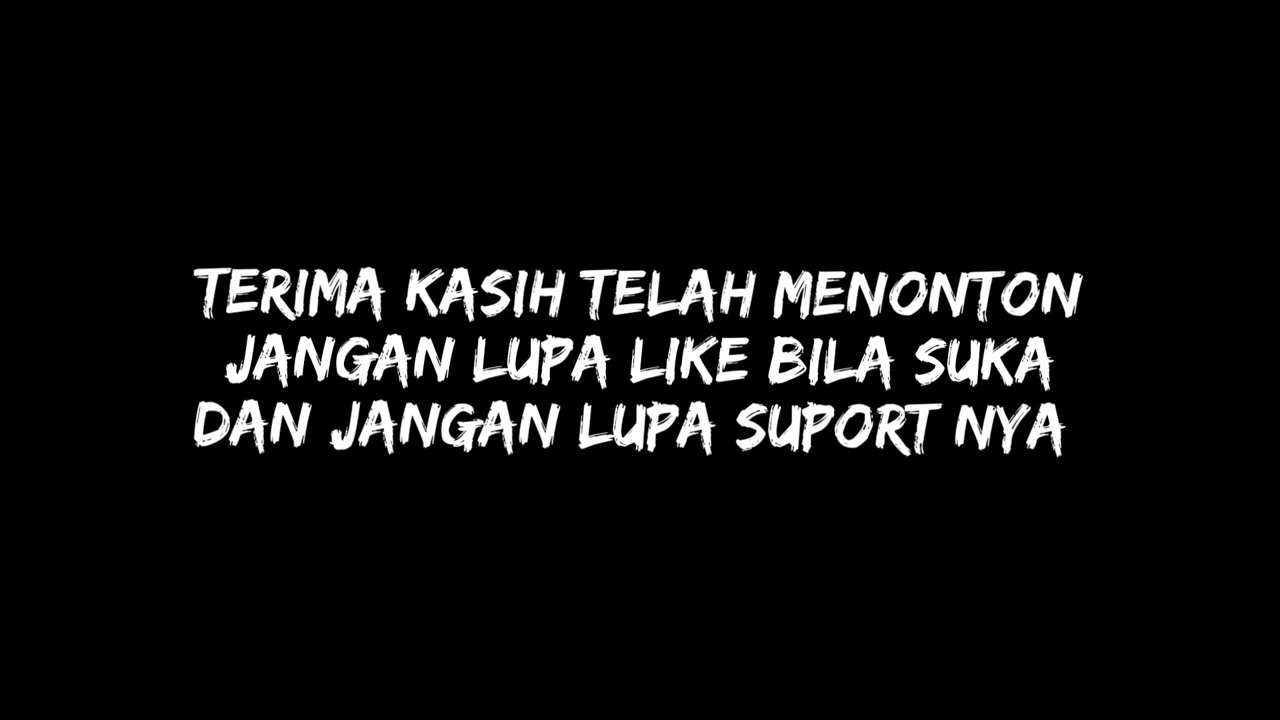 TERIMA KASIH TELAH MENONTON
JANGAN LUPA LIKE BILA SUKA
DAN JANGAN LUPA SUPORT NYA